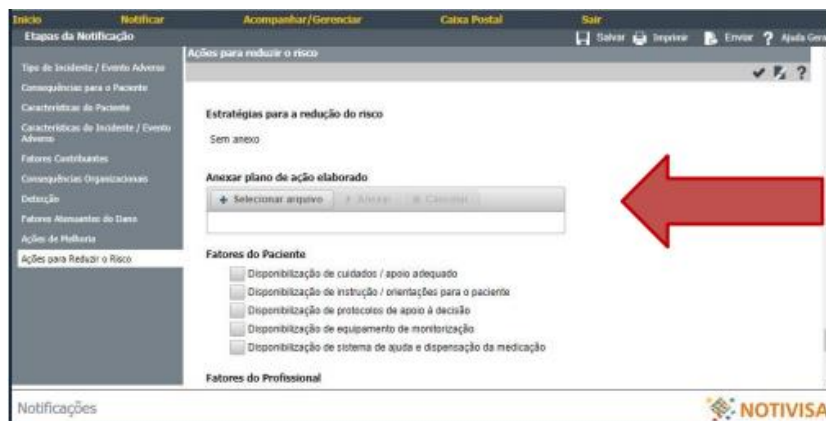 Início Notificar Acompanhar/Gerenciar Caixa Postal Sair
Etapas da Notificação
Salvar Imprimir Enviar ? Ajuda Gera
Ações para reduzir o risco
?
Tipo de Incidente / Evento Adverso
Consequências para o Paciente
Características do Paciente
Características do Incidente / Evento
Adverso
Fatores Contribuintes
Consequências Organizacionais
Detecção
Fatores Atenuantes do Dano
Ações de Melhoria
Ações para Reduzir o Risco
Estratégias para a redução do risco
Sem anexo
Anexar plano de ação elaborado
+ Selecionar arquivo Anexar Cancelar
Fatores do Paciente
Disponibilização de cuidados / apoio adequado
Disponibilização de instrução / orientações para o paciente
Disponibilização de protocolos de apoio à decisão
Disponibilização de equipamento de monitorização
Disponibilização de sistema de ajuda e dispensação da medicação
Fatores do Profissional
Notificações
NOTIVISA